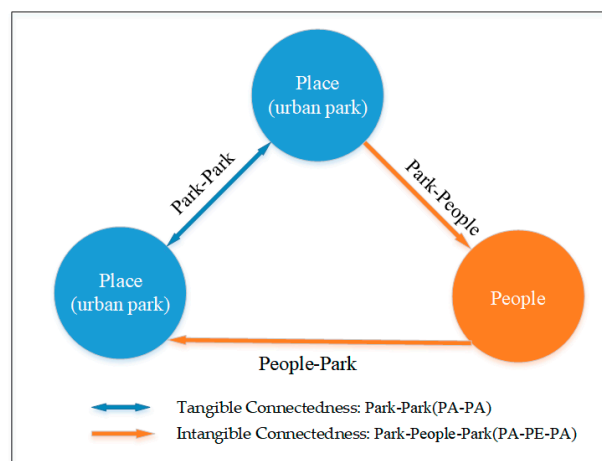 Place
(urban park)
Park-Park
Park-People
Place
(urban park)
People
People-Park
Tangible Connectedness: Park-Park(PA-PA)
Intangible Connectedness: Park-People-Park(PA-PE-PA)